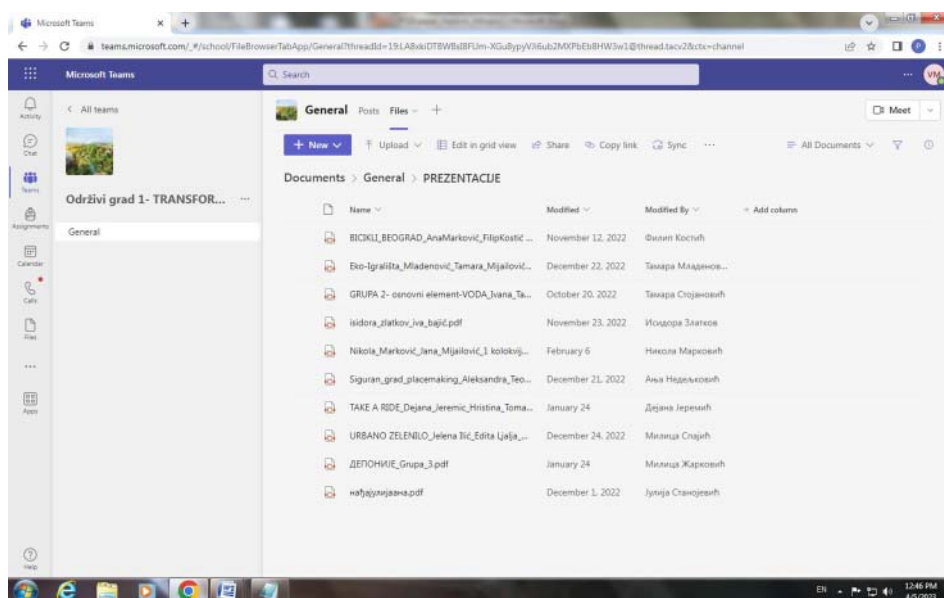 Microsoft Teams
teams.microsoft.com/_#/school/FileBrowserTabApp/General?threadId=
&ctx=channel
Microsoft Teams
Search
VM
Activity
Chat
Teams
Assignments
Calendar
Calls
Files
Apps
Help
All teams
Održivi grad 1- TRANSFOR...
General
General Posts Files
Meet
New Upload Edit in grid view Share Copy link Sync
All Documents
Documents > General > PREZENTACIJE
Name Modified Modified By Add column
BICIKLI_BEOGRAD_AnaMarković_FilipKostić ... November 12, 2022 Филип Костић
Eko-Igrališta_Mladenović_Tamara_Mijailović... December 22, 2022 Тамара Младенов...
GRUPA 2- osnovni element-VODA_Ivana_Ta... October 20, 2022 Тамара Стојановић
isidora_zlatkov_iva_bajić.pdf November 23, 2022 Исидора Златков
Nikola_Marković_Jana_Mijailović_1 kolokvij... February 6 Никола Марковић
Siguran_grad_placemaking_Aleksandra_Teo... December 21, 2022 Ања Недељковић
TAKE A RIDE_Dejana_Jeremic_Hristina_Toma... January 24 Дејана Јеремић
URBANO ZELENILO_Jelena Ilić_Edita Ljalja_... December 24, 2022 Милица Спајић
ДЕПОНИЈЕ_Grupa_3.pdf January 24 Милица Жарковић
нађајулијаана.pdf December 1, 2022 Јулија Станојевић
EN
12:46 PM
4/5/2023